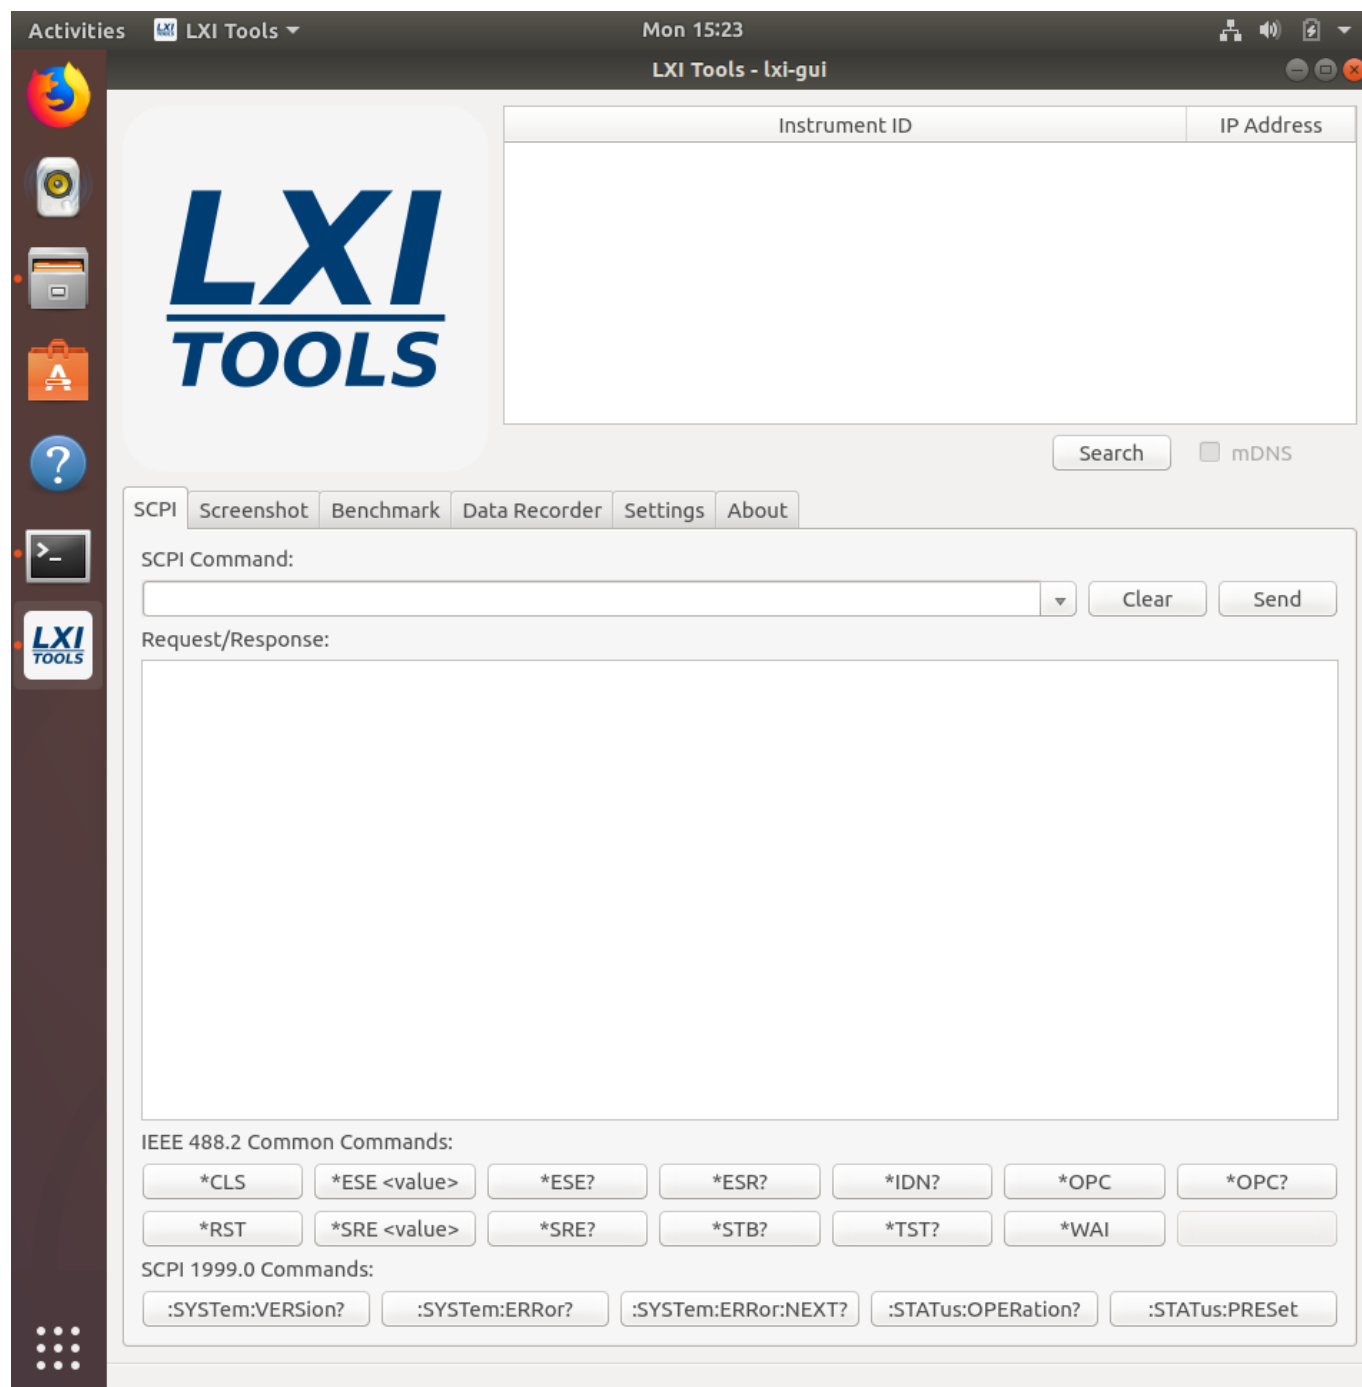 Activities LXI Tools Mon 15:23
LXI Tools - lxi-gui
Instrument ID IP Address
LXI
TOOLS
Search mDNS
SCPI Screenshot Benchmark Data Recorder Settings About
SCPI Command:
Clear Send
Request/Response:
LXI
TOOLS
IEEE 488.2 Common Commands:
*CLS *ESE <value> *ESE? *ESR? *IDN? *OPC *OPC?
*RST *SRE <value> *SRE? *STB? *TST? *WAI
SCPI 1999.0 Commands:
:SYSTem:VERSion? :SYSTem:ERRor? :SYSTem:ERRor:NEXT? :STATus:OPERation? :STATus:PRESet